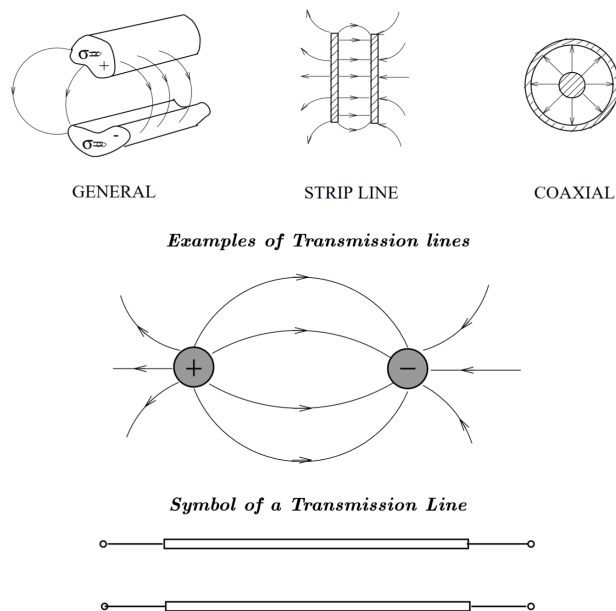 σ=∞
+
σ=∞
-
GENERAL
STRIP LINE
COAXIAL
Examples of Transmission lines
+
−
Symbol of a Transmission Line